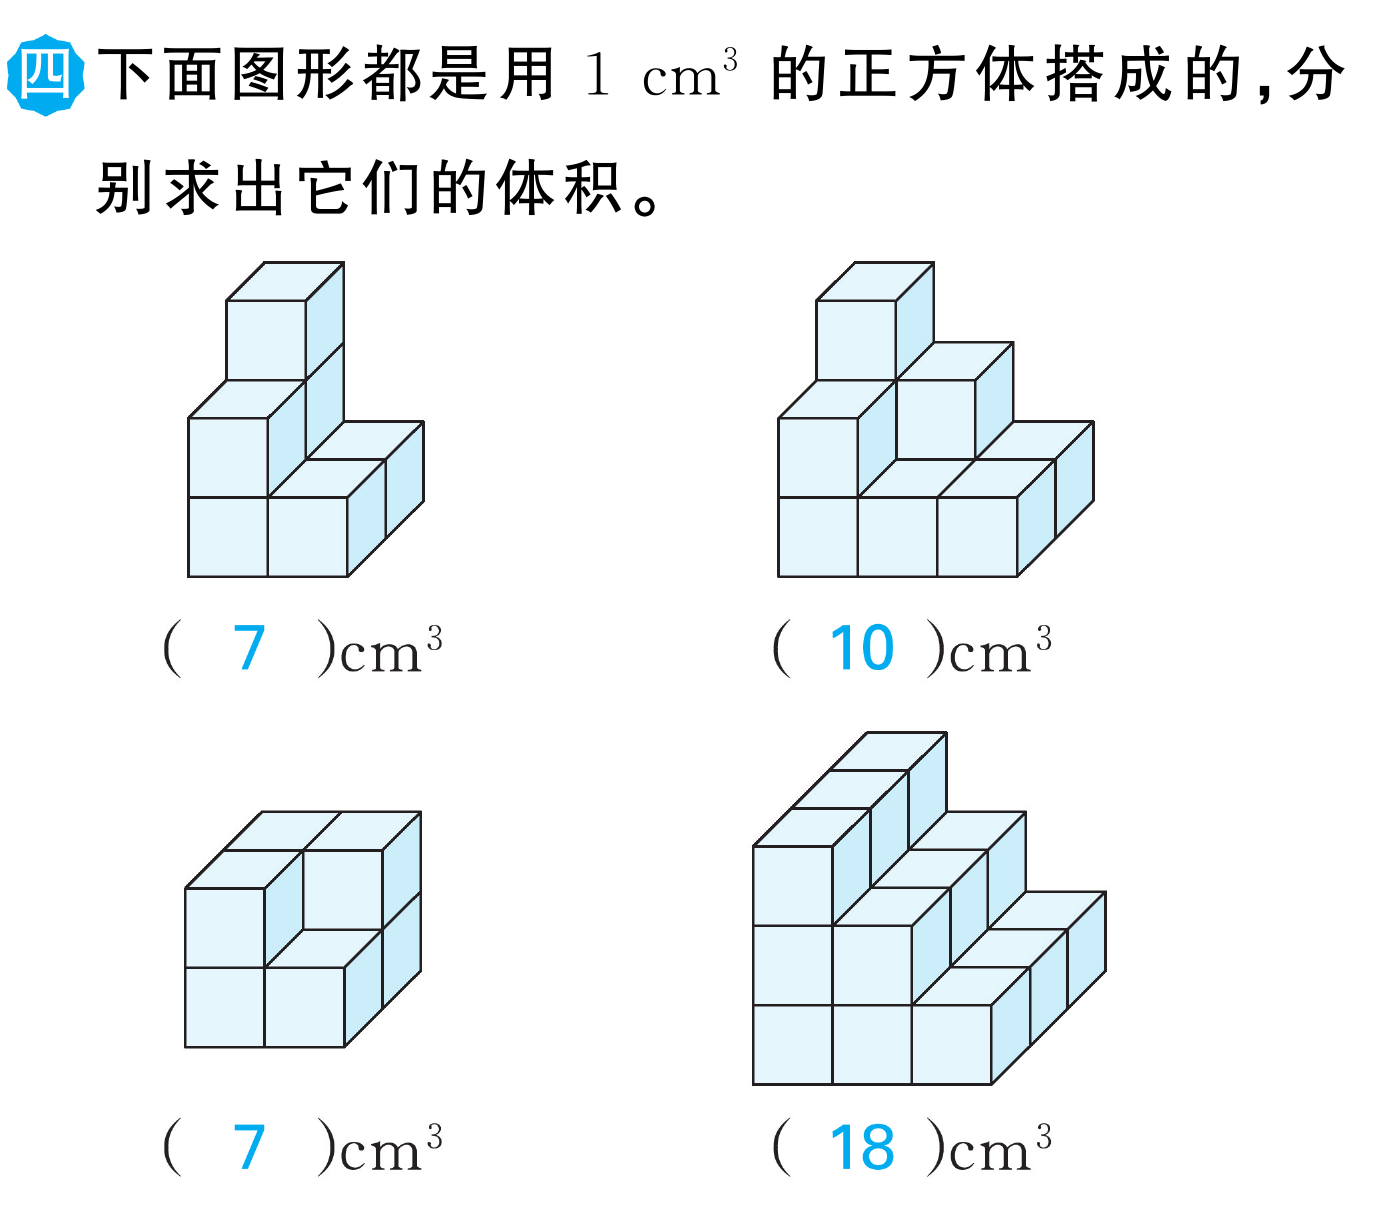 四 下面图形都是用 1 cm³ 的正方体搭成的,分
别求出它们的体积。
( 7 )cm³ ( 10 )cm³
( 7 )cm³ ( 18 )cm³